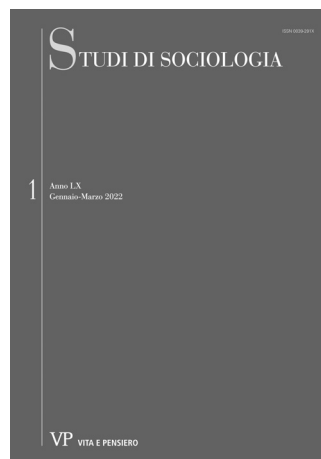 ISSN 0039-291X
STUDI DI SOCIOLOGIA
1
Anno LX
Gennaio-Marzo 2022
VP VITA E PENSIERO